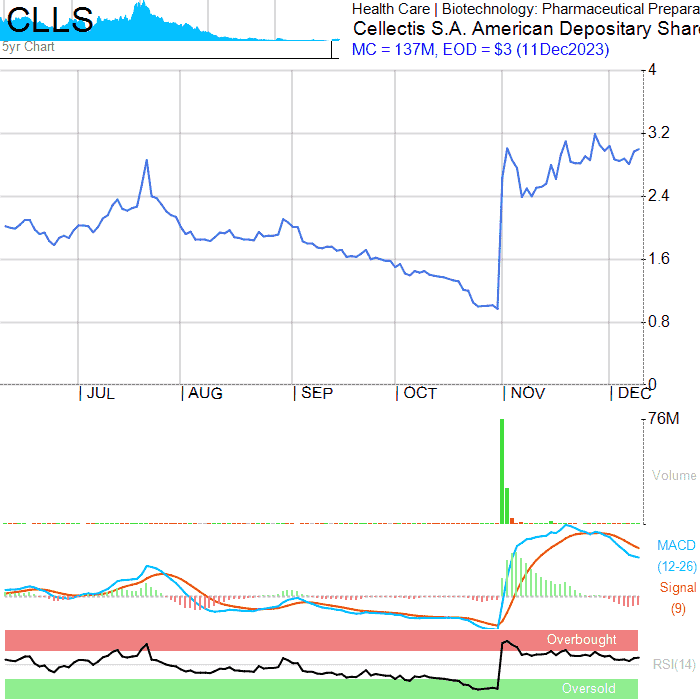 CLLS
5yr Chart
Health Care | Biotechnology: Pharmaceutical Prepara
Cellectis S.A. American Depositary Shar
MC = 137M, EOD = $3 (11Dec2023)
4
3.2
2.4
1.6
0.8
0
JUL AUG SEP OCT NOV DEC
76M
Volume
MACD
(12-26)
Signal
(9)
Overbought
RSI(14)
Oversold